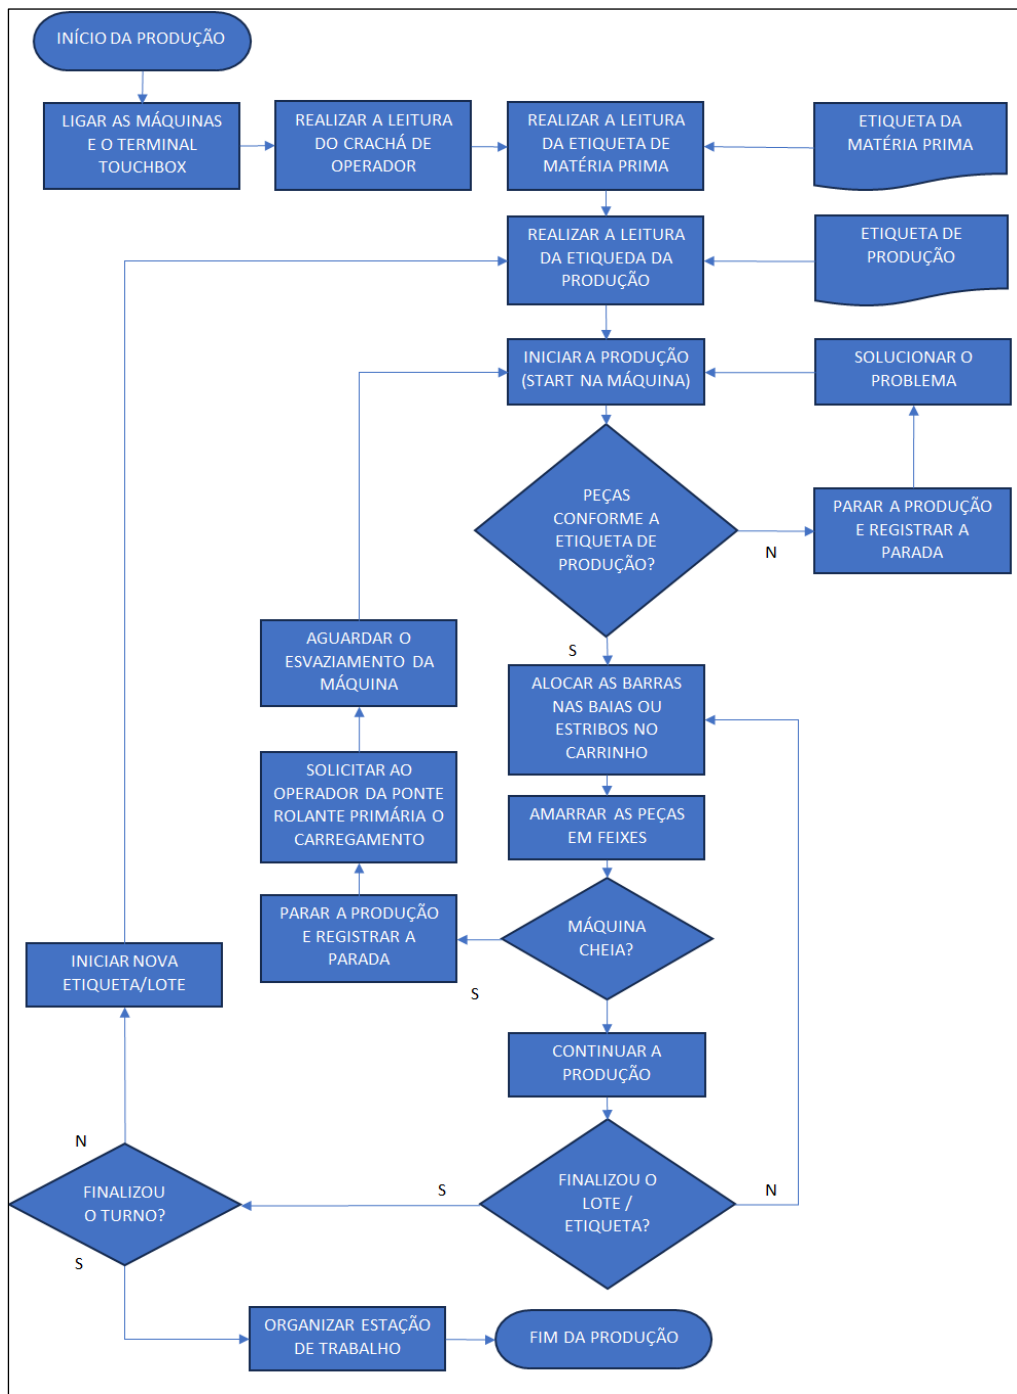 INÍCIO DA PRODUÇÃO
LIGAR AS MÁQUINAS
E O TERMINAL
TOUCHBOX
REALIZAR A LEITURA
DO CRACHÁ DE
OPERADOR
REALIZAR A LEITURA
DA ETIQUETA DE
MATÉRIA PRIMA
ETIQUETA DA
MATÉRIA PRIMA
REALIZAR A LEITURA
DA ETIQUEDA DA
PRODUÇÃO
ETIQUETA DE
PRODUÇÃO
INICIAR A PRODUÇÃO
(START NA MÁQUINA)
SOLUCIONAR O
PROBLEMA
PEÇAS
CONFORME A
ETIQUETA DE
PRODUÇÃO?
N
PARAR A PRODUÇÃO
E REGISTRAR A
PARADA
S
AGUARDAR O
ESVAZIAMENTO DA
MÁQUINA
ALOCAR AS BARRAS
NAS BAIAS OU
ESTRIBOS NO
CARRINHO
SOLICITAR AO
OPERADOR DA PONTE
ROLANTE PRIMÁRIA O
CARREGAMENTO
AMARRAR AS PEÇAS
EM FEIXES
PARAR A PRODUÇÃO
E REGISTRAR A
PARADA
MÁQUINA
CHEIA?
S
INICIAR NOVA
ETIQUETA/LOTE
CONTINUAR A
PRODUÇÃO
N
FINALIZOU
O TURNO?
S
FINALIZOU O
LOTE /
ETIQUETA?
N
S
ORGANIZAR ESTAÇÃO
DE TRABALHO
FIM DA PRODUÇÃO